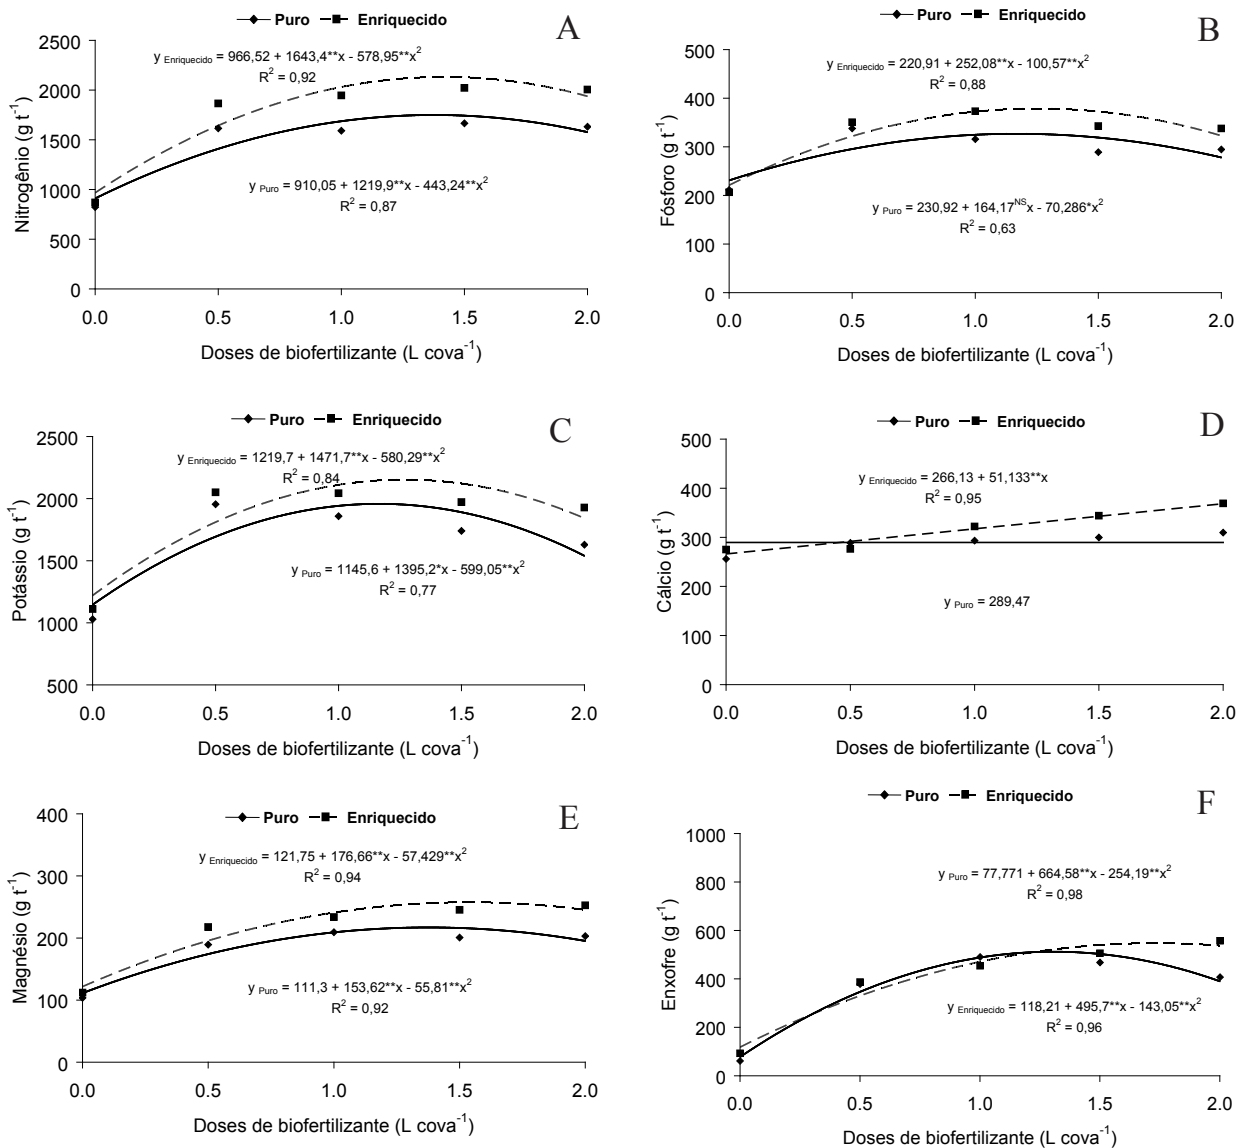 Puro Enriquecido
A
y Enriquecido = 966,52 + 1643,4**x - 578,95**x²
R² = 0,92
y Puro = 910,05 + 1219,9**x - 443,24**x²
R² = 0,87
Nitrogênio (g t⁻¹)
2500
2000
1500
1000
500
0
0.0 0.5 1.0 1.5 2.0
Doses de biofertilizante (L cova⁻¹)
Puro Enriquecido
B
y Enriquecido = 220,91 + 252,08**x - 100,57**x²
R² = 0,88
y Puro = 230,92 + 164,17ᴺˢx - 70,286*x²
R² = 0,63
Fósforo (g t⁻¹)
500
400
300
200
100
0
0.0 0.5 1.0 1.5 2.0
Doses de biofertilizante (L cova⁻¹)
Puro Enriquecido
C
y Enriquecido = 1219,7 + 1471,7**x - 580,29**x²
R² = 0,84
y Puro = 1145,6 + 1395,2*x - 599,05**x²
R² = 0,77
Potássio (g t⁻¹)
2500
2000
1500
1000
500
0.0 0.5 1.0 1.5 2.0
Doses de biofertilizante (L cova⁻¹)
Puro Enriquecido
D
y Enriquecido = 266,13 + 51,133**x
R² = 0,95
y Puro = 289,47
Cálcio (g t⁻¹)
500
400
300
200
100
0
0.0 0.5 1.0 1.5 2.0
Doses de biofertilizante (L cova⁻¹)
Puro Enriquecido
E
y Enriquecido = 121,75 + 176,66**x - 57,429**x²
R² = 0,94
y Puro = 111,3 + 153,62**x - 55,81**x²
R² = 0,92
Magnésio (g t⁻¹)
400
300
200
100
0
0.0 0.5 1.0 1.5 2.0
Doses de biofertilizante (L cova⁻¹)
Puro Enriquecido
F
y Puro = 77,771 + 664,58**x - 254,19**x²
R² = 0,98
y Enriquecido = 118,21 + 495,7**x - 143,05**x²
R² = 0,96
Enxofre (g t⁻¹)
1000
800
600
400
200
0
0.0 0.5 1.0 1.5 2.0
Doses de biofertilizante (L cova⁻¹)